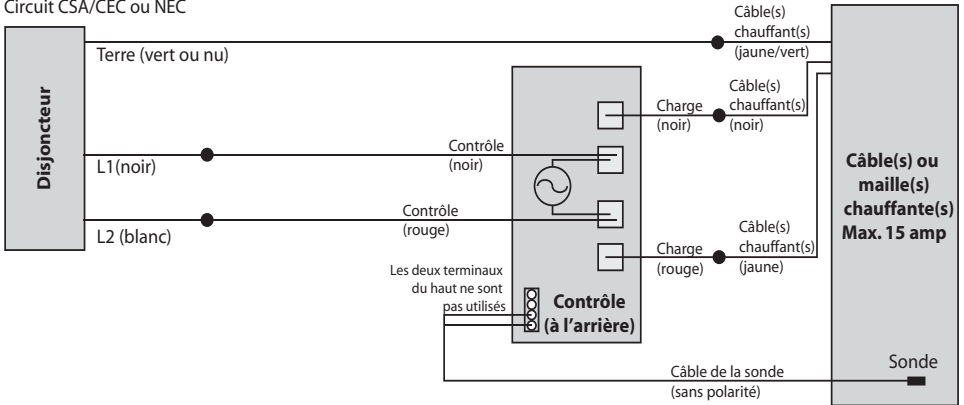 Circuit CSA/CEC ou NEC
Disjoncteur
Terre (vert ou nu)
L1(noir)
L2 (blanc)
Contrôle
(noir)
Contrôle
(rouge)
Les deux terminaux
du haut ne sont
pas utilisés
Contrôle
(à l’arrière)
Charge
(noir)
Charge
(rouge)
Câble(s)
chauffant(s)
(jaune/vert)
Câble(s)
chauffant(s)
(noir)
Câble(s)
chauffant(s)
(jaune)
Câble(s) ou
maille(s)
chauffante(s)
Max. 15 amp
Sonde
Câble de la sonde
(sans polarité)